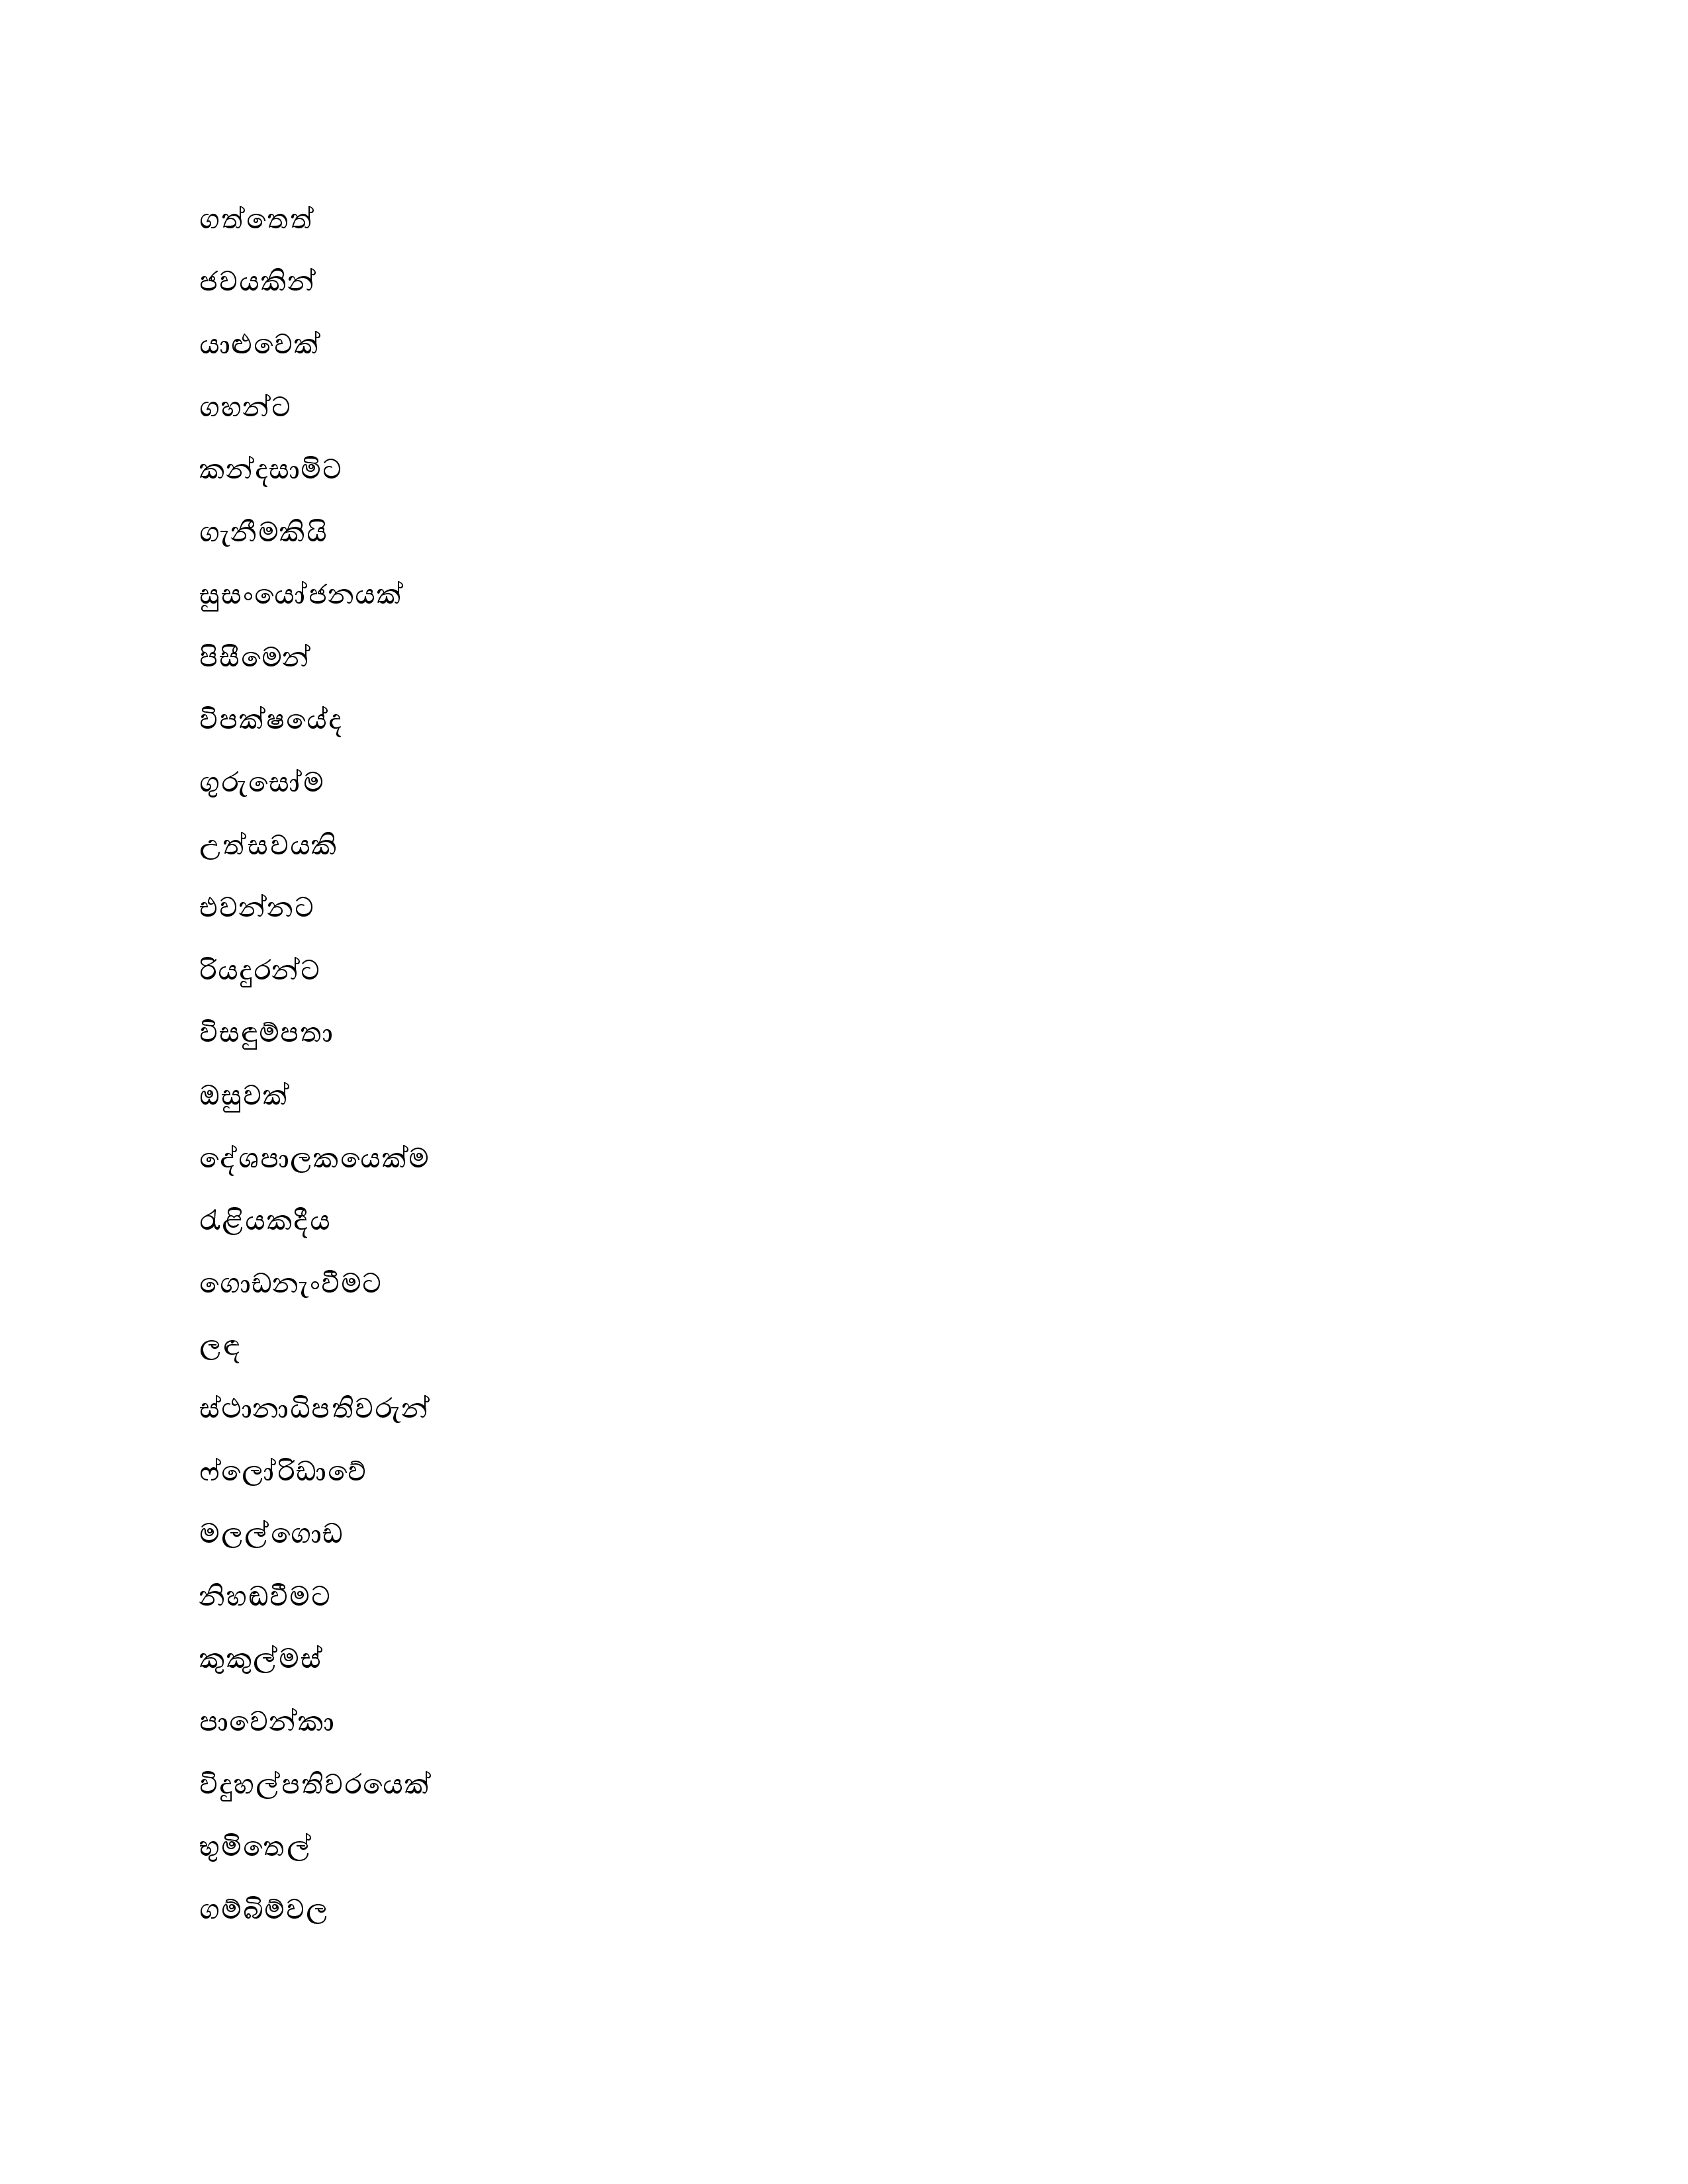 ගත්තෙත්
ජවයකින්
යාළුවෙක්
ගහන්ට
කන්දසාමිට
ගැනීමකියි
සුසංයෝජනයක්
පිසීමෙන්
විපක්ෂයේද
ගුරුසෝම
උත්සවයකි
එවන්නට
රියදුරන්ට
විසඳුම්පතා
ඔසුවක්
දේශපාලකයෙක්ම
රැළියකදීය
ගොඩනැංවීමට
ලඳ
ස්ථානාධිපතිවරුන්
ෆ්ලෝරිඩාවේ
මලල්ගොඩ
නිහඬවීමට
කුකුල්මස්
පාවෙන්කා
විදුහල්පතිවරයෙක්
භුමිතෙල්
ගම්බිම්වල